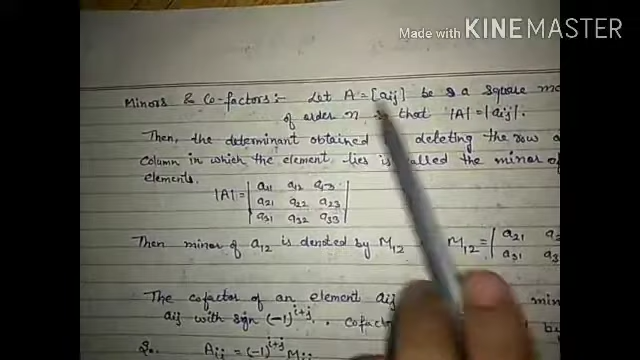 Made with KINEMASTER
Minors & Co-factors:- Let A = [aij] be a square
of order n, so that |A| = |aij|.
Then, the determinant obtained deleting the row
Column in which the element, lies is called the minor of
elements.
|A| = | a11 a12 a13 |
| a21 a22 a23 |
| a31 a32 a33 |
Then minor of a12 is denoted by M12 M12 = | a21
a31
The cofactor of an element aij
aij with sign (-1)^i+j . by
Aij = (-1)^i+j Mij